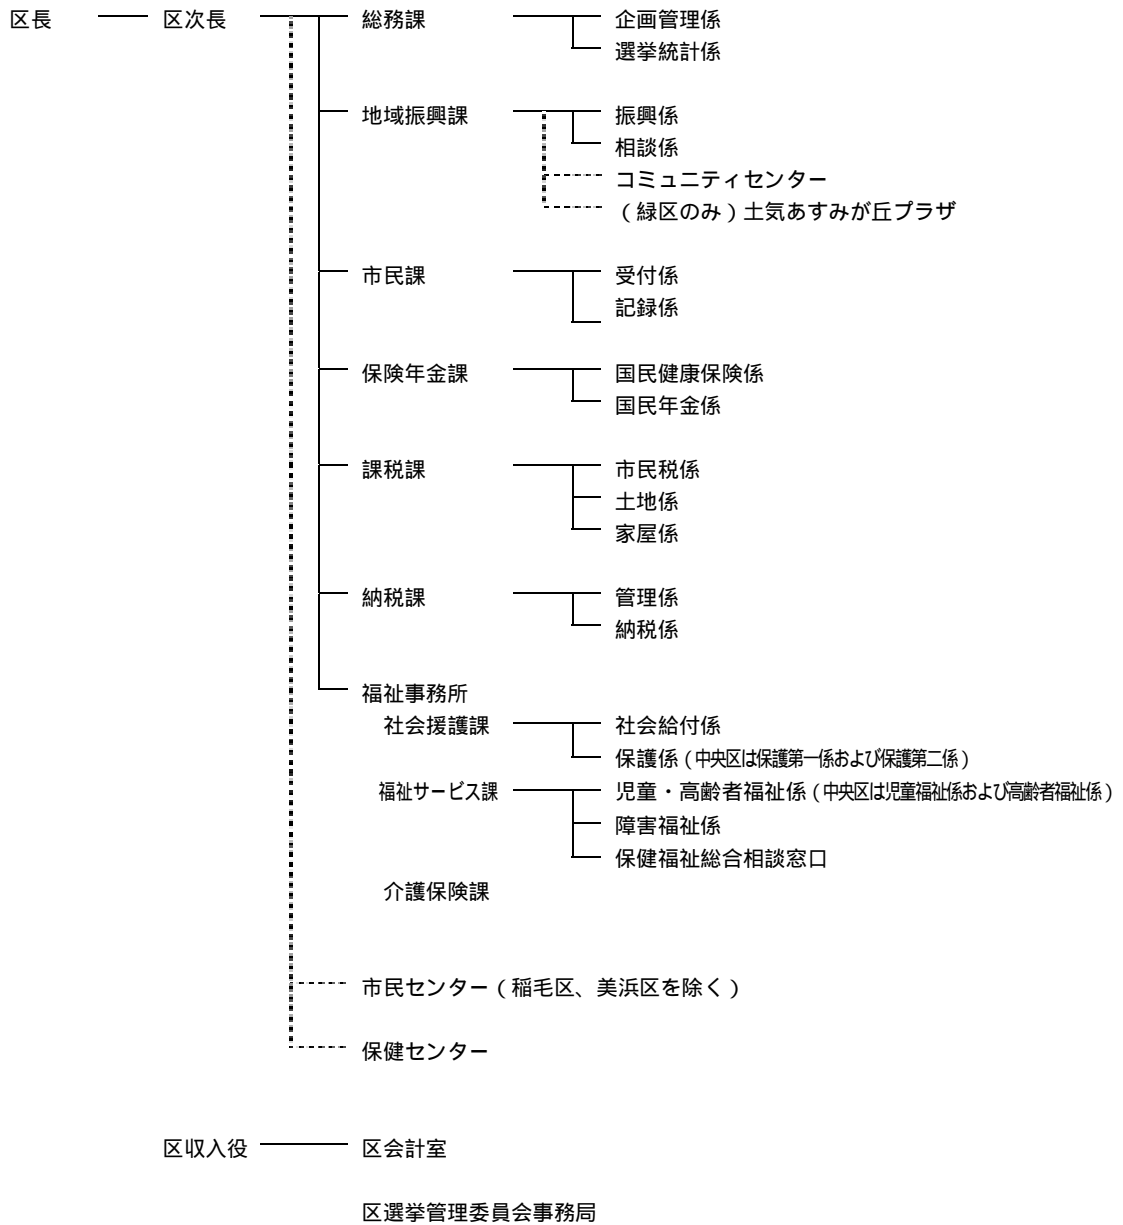 区長 区次長 総務課 企画管理係
選挙統計係
地域振興課 振興係
相談係
コミュニティセンター
（緑区のみ）土気あすみが丘プラザ
市民課 受付係
記録係
保険年金課 国民健康保険係
国民年金係
課税課 市民税係
土地係
家屋係
納税課 管理係
納税係
福祉事務所
社会援護課 社会給付係
保護係（中央区は保護第一係および保護第二係）
福祉サービス課 児童・高齢者福祉係（中央区は児童福祉係および高齢者福祉係）
障害福祉係
保健福祉総合相談窓口
介護保険課
市民センター（稲毛区、美浜区を除く）
保健センター
区収入役 区会計室
区選挙管理委員会事務局